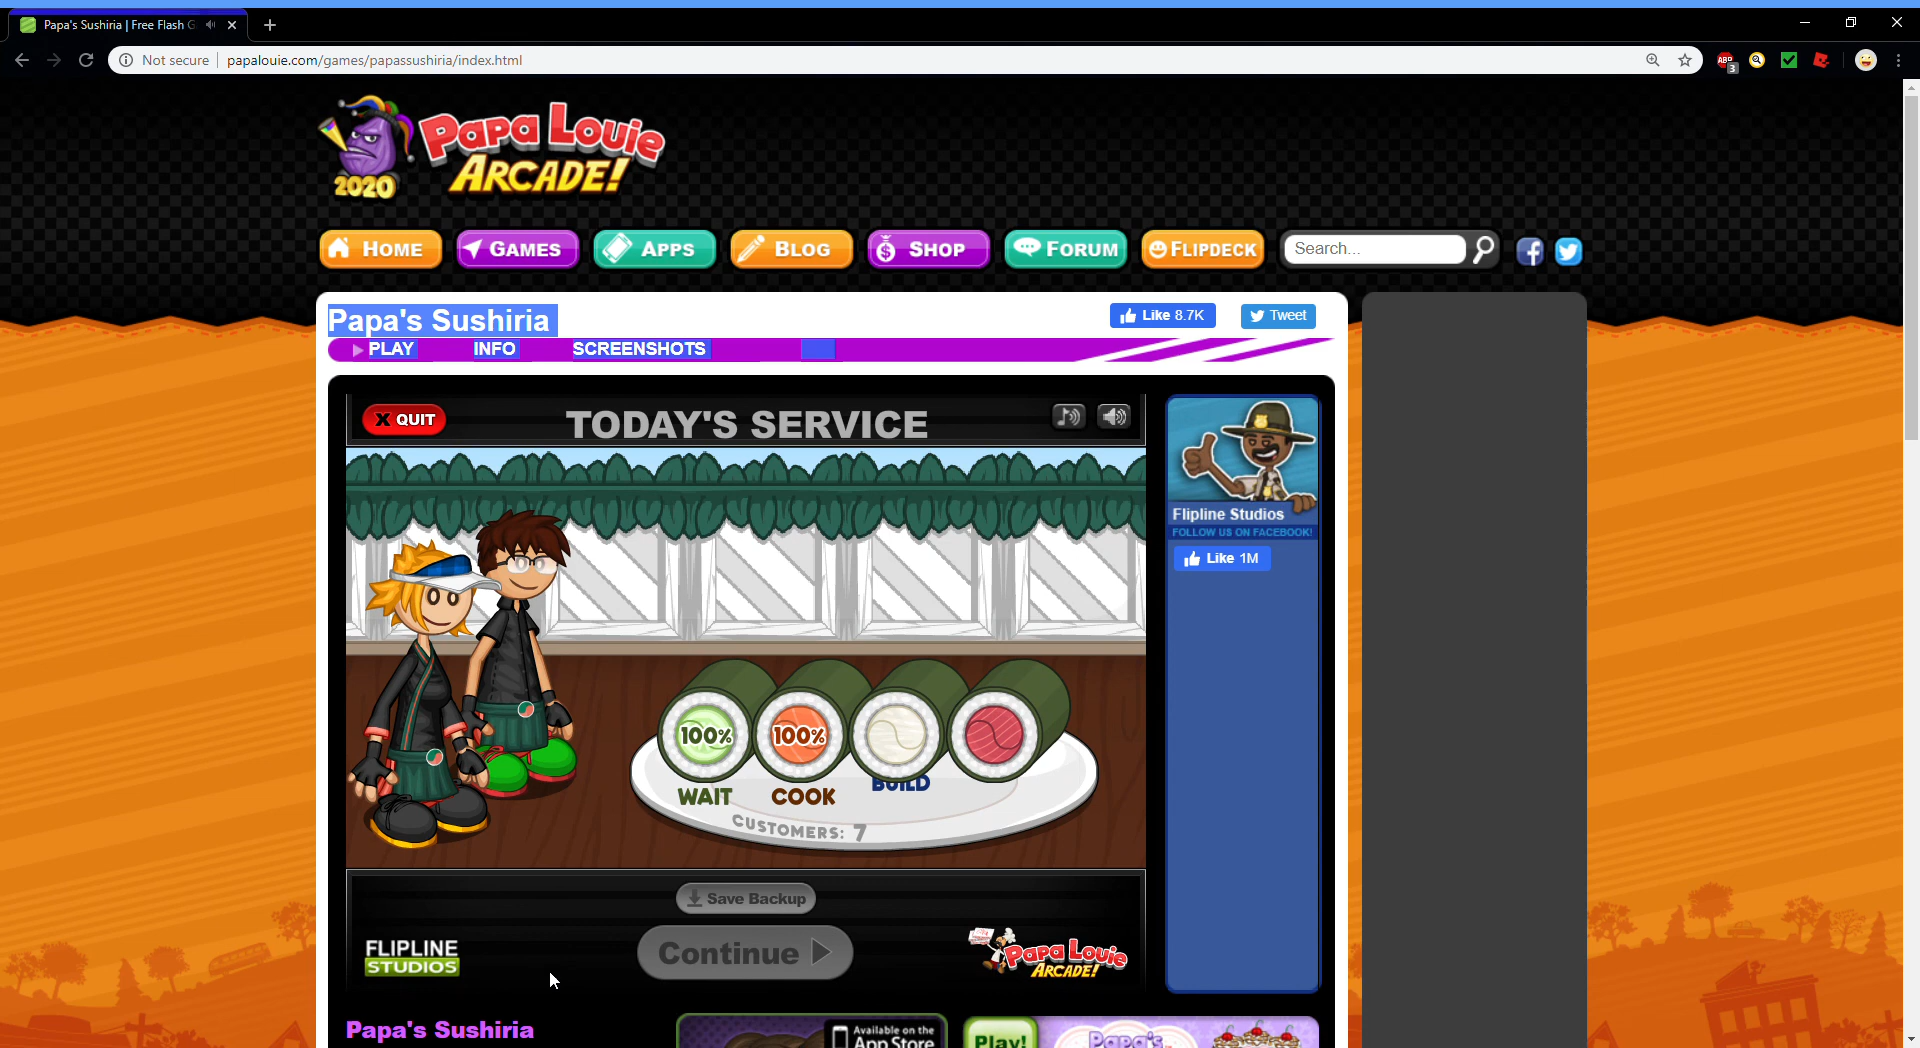 Papa's Sushiria | Free Flash G
Not secure
papalouie.com/games/papassushiria/index.html
ABP
3
Papa Louie
ARCADE!
2020
HOME
GAMES
APPS
BLOG
SHOP
FORUM
FLIPDECK
Search...
Papa's Sushiria
Like 8.7K
Tweet
PLAY
INFO
SCREENSHOTS
X QUIT
TODAY'S SERVICE
Flipline Studios
FOLLOW US ON FACEBOOK!
Like 1M
100%
100%
WAIT
COOK
BUILD
CUSTOMERS: 7
Save Backup
Continue
FLIPLINE
STUDIOS
Papa Louie
ARCADE!
Papa's Sushiria
Available on the
App Store
Play!
Papa's